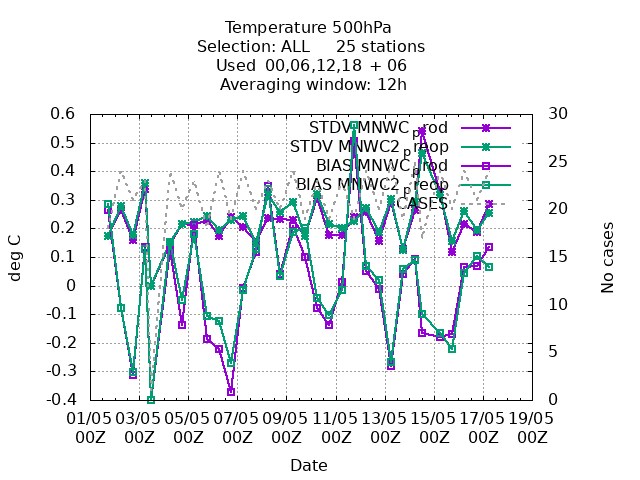 Temperature 500hPa
Selection: ALL 25 stations
Used 00,06,12,18 + 06
Averaging window: 12h
0.6
0.5
0.4
0.3
0.2
0.1
0
-0.1
-0.2
-0.3
-0.4
deg C
30
25
20
15
10
5
0
No cases
STDV MNWC_prod
STDV MNWC2_preop
BIAS MNWC_prod
BIAS MNWC2_preop
CASES
01/05 03/05 05/05 07/05 09/05 11/05 13/05 15/05 17/05 19/05
00Z 00Z 00Z 00Z 00Z 00Z 00Z 00Z 00Z 00Z
Date